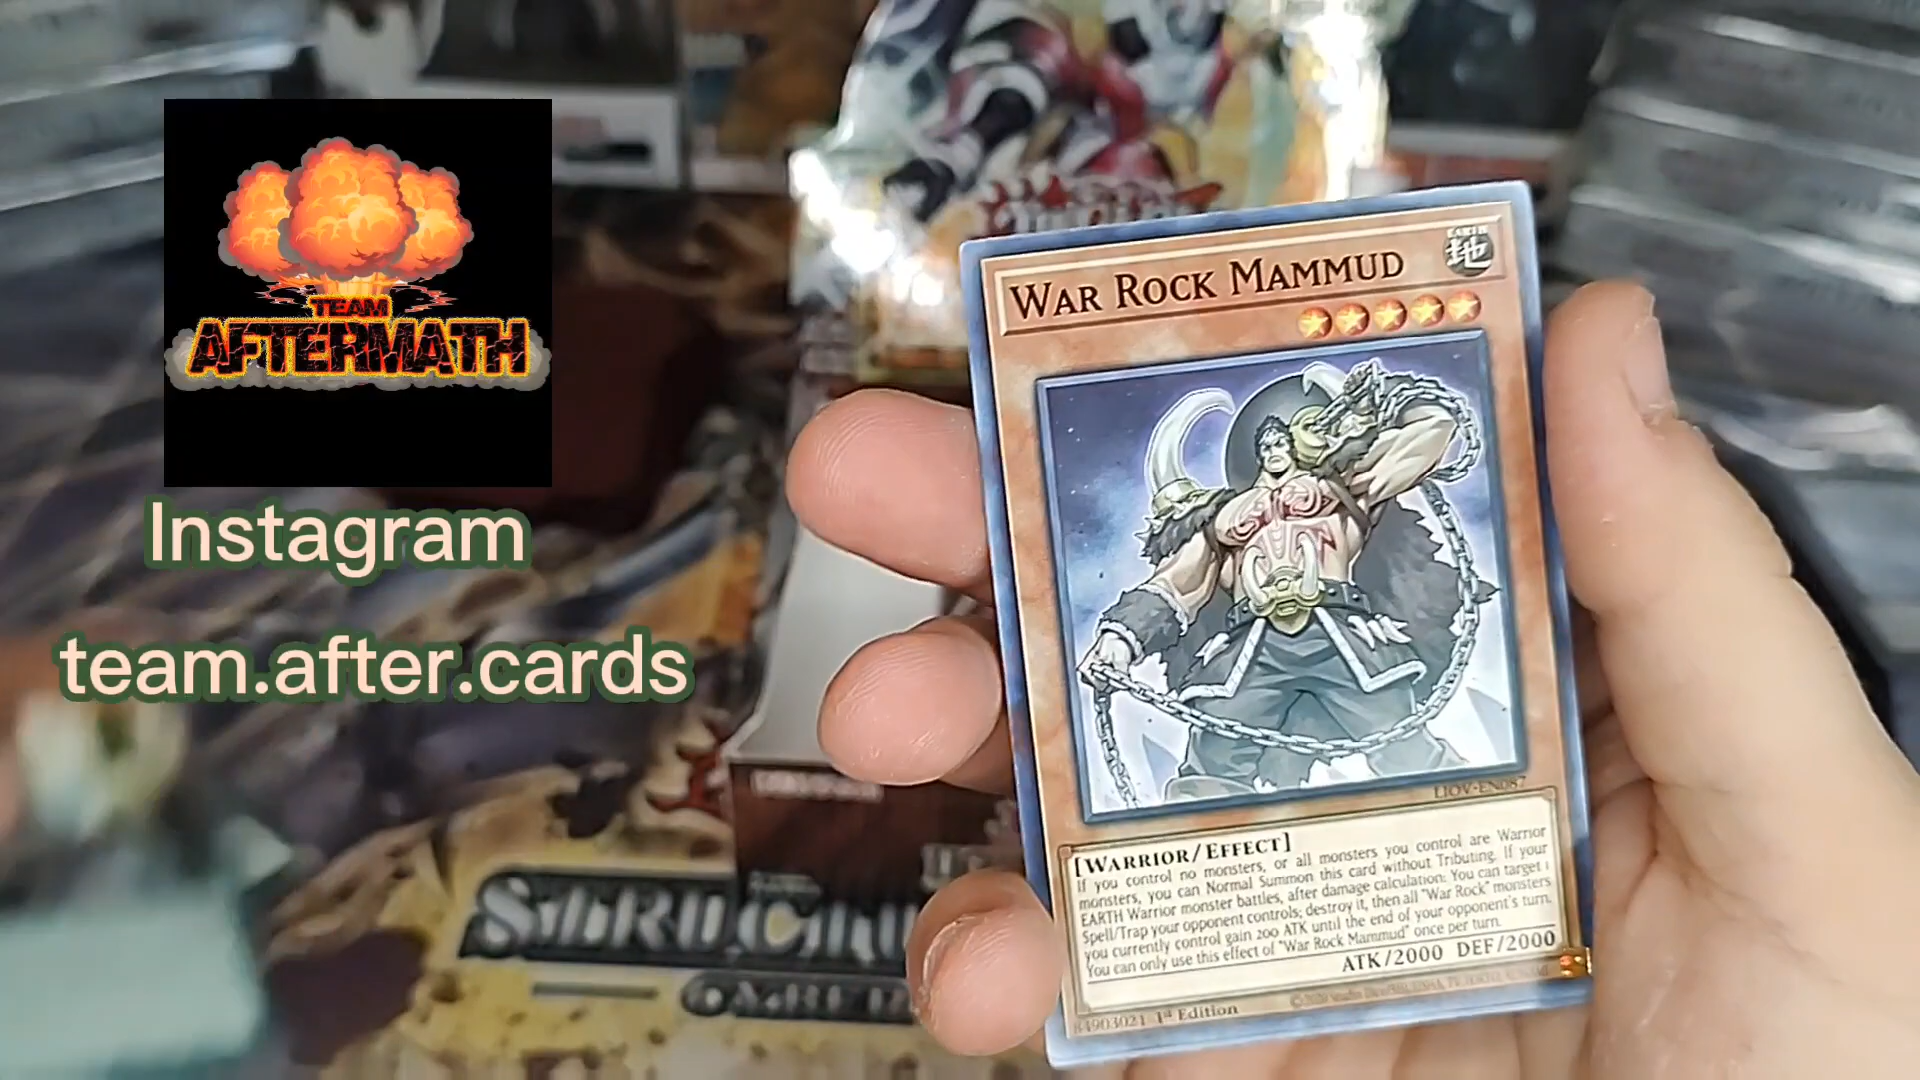 TEAM
AFTERMATH
Instagram
team.after.cards
WAR ROCK MAMMUD
EARTH
地
LIOV-EN087
[WARRIOR/EFFECT]
If you control no monsters, or all monsters you control are Warrior
monsters, you can Normal Summon this card without Tributing. If your
EARTH Warrior monster battles, after damage calculation: You can target 1
Spell/Trap your opponent controls; destroy it, then all "War Rock" monsters
you currently control gain 200 ATK until the end of your opponent's turn.
You can only use this effect of "War Rock Mammud" once per turn.
ATK/2000 DEF/2000
84903021 1st Edition